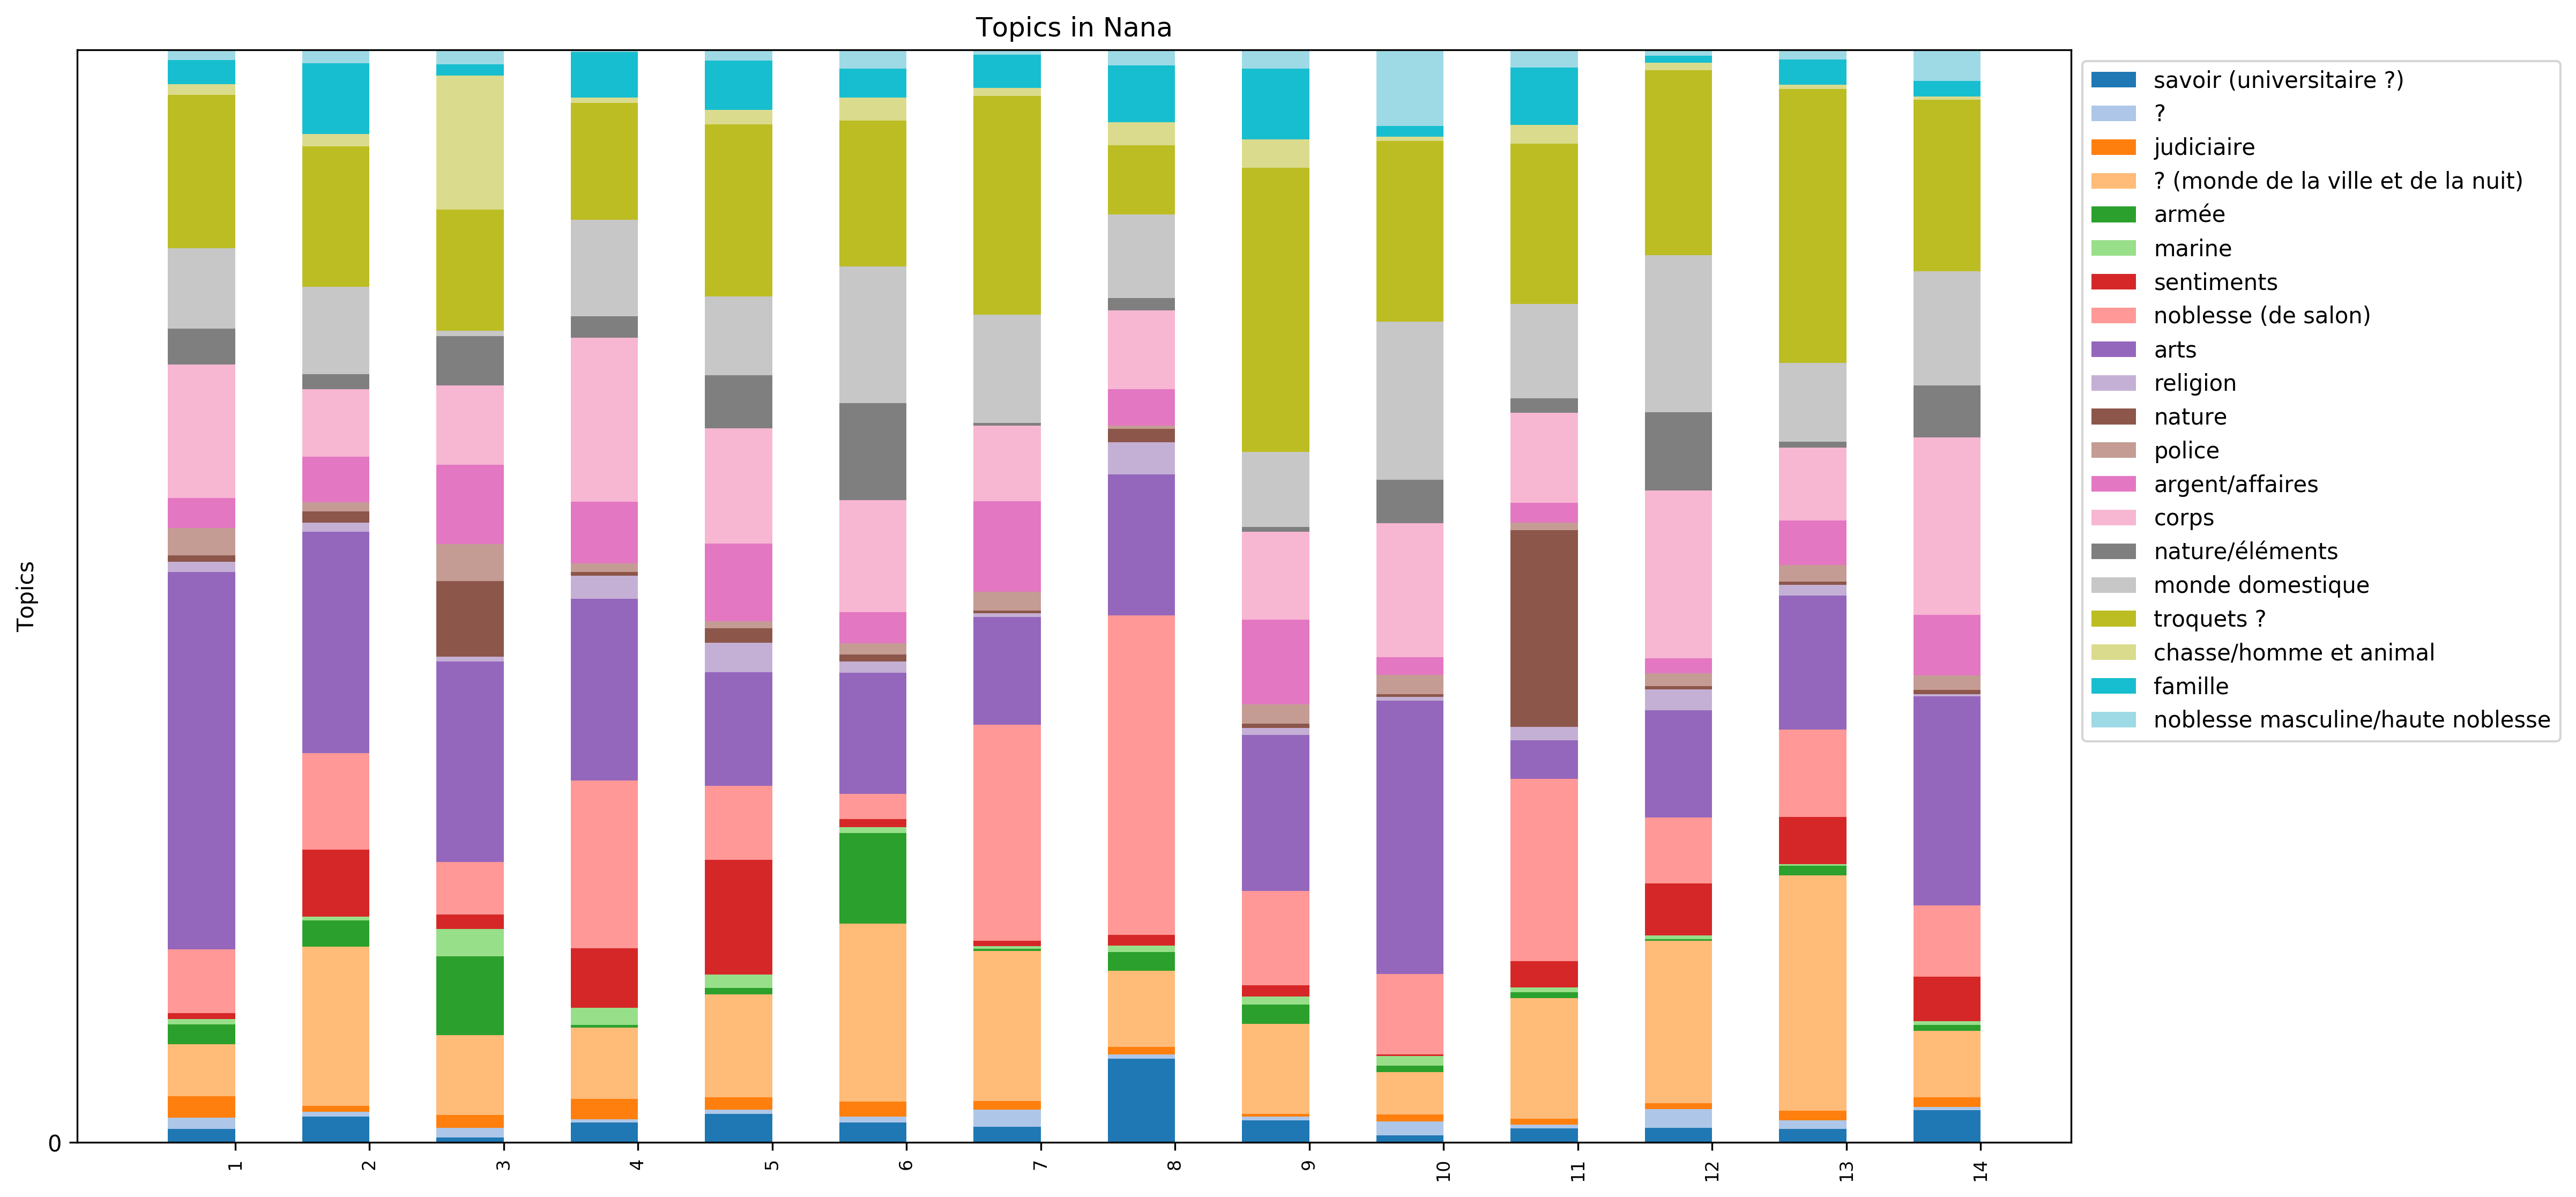 Topics in Nana
Topics
0
1
2
3
4
5
6
7
8
9
10
11
12
13
14
savoir (universitaire ?)
?
judiciaire
? (monde de la ville et de la nuit)
armée
marine
sentiments
noblesse (de salon)
arts
religion
nature
police
argent/affaires
corps
nature/éléments
monde domestique
troquets ?
chasse/homme et animal
famille
noblesse masculine/haute noblesse